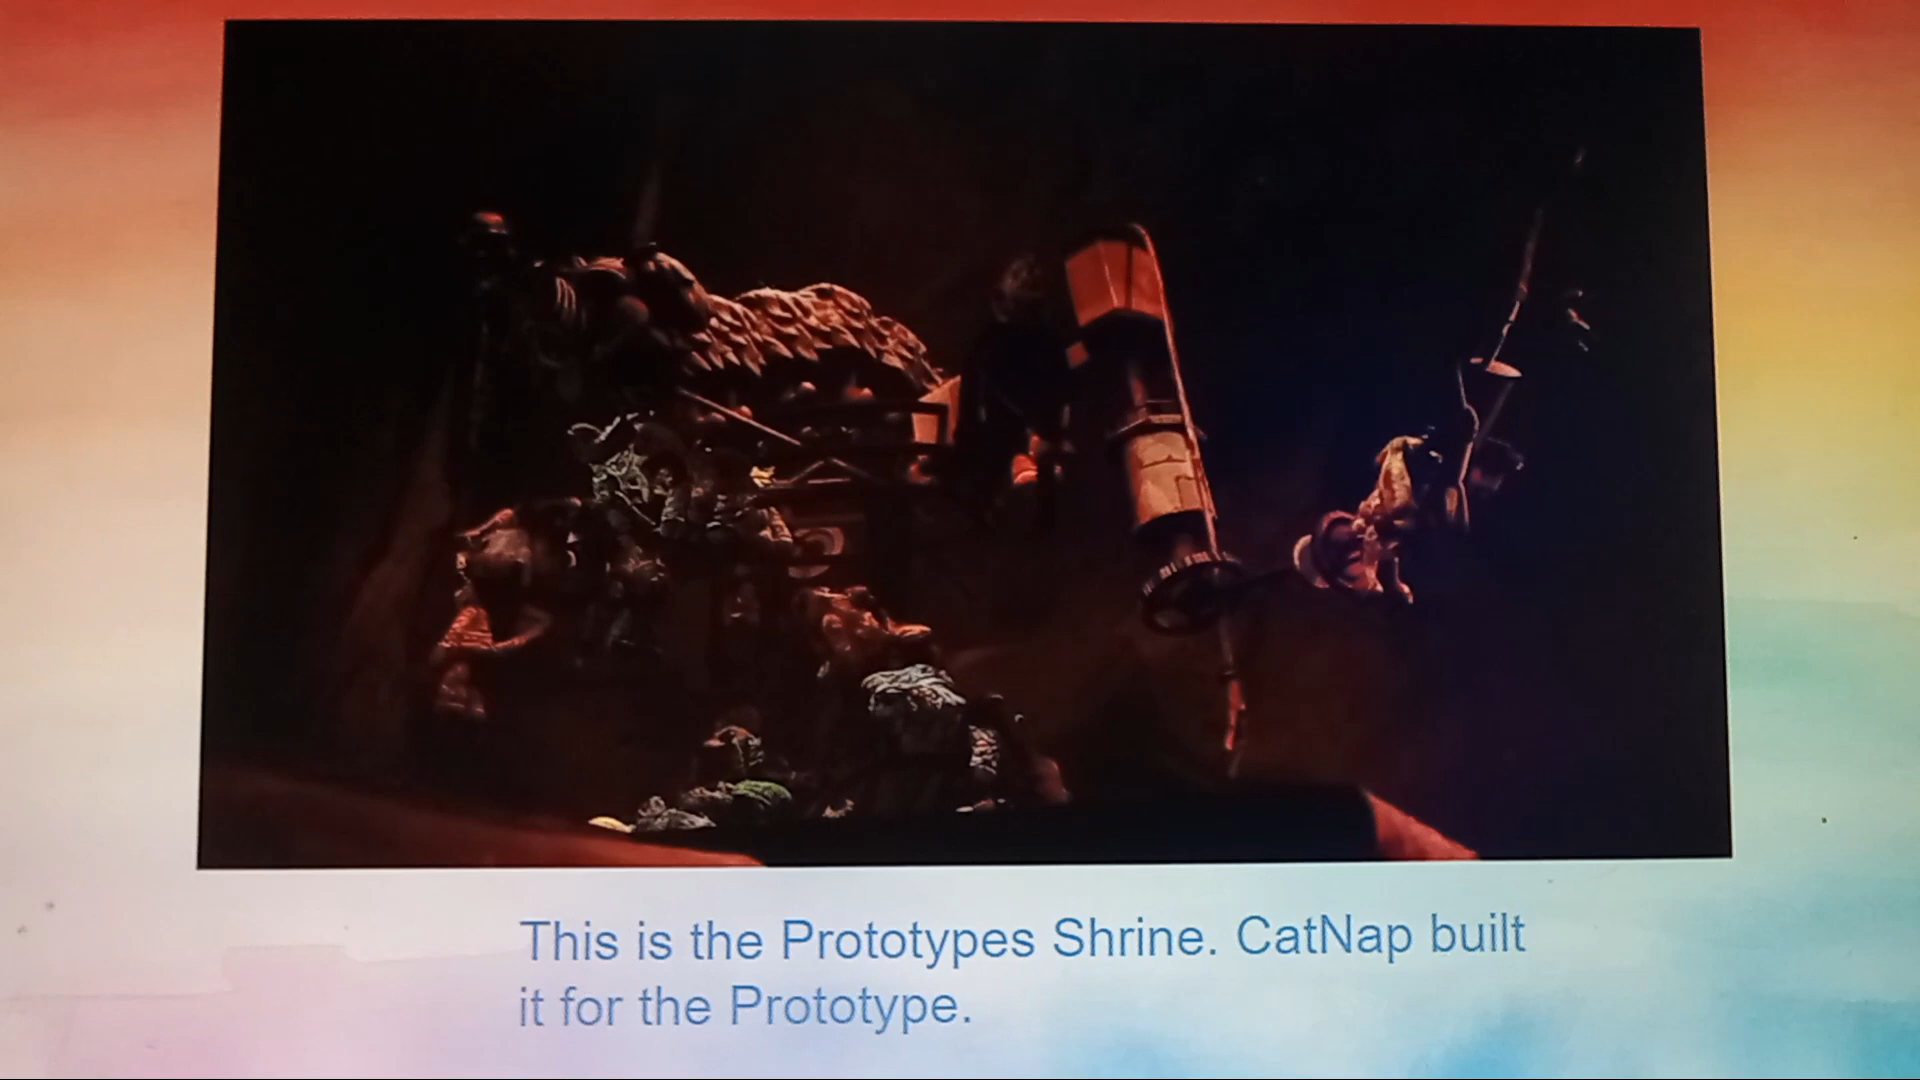 This is the Prototypes Shrine. CatNap built
it for the Prototype.